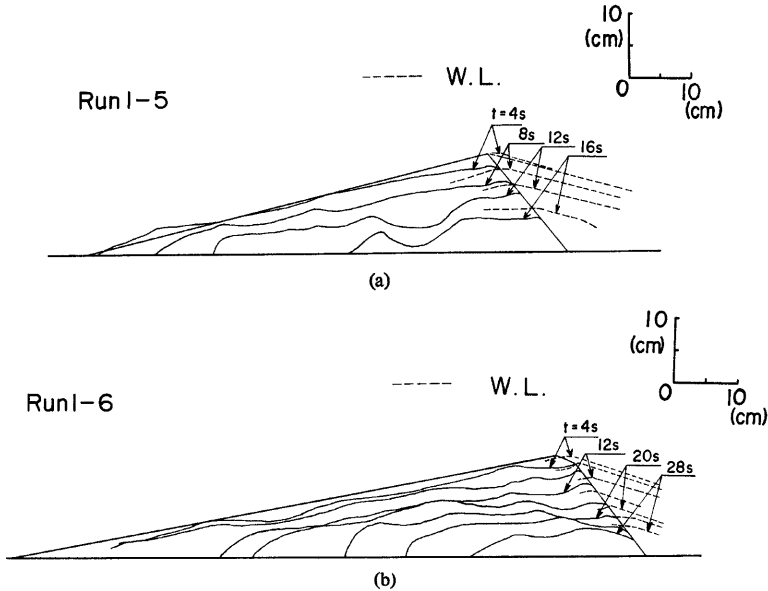 10
(cm)
0
10
(cm)
W.L.
Run1-5
t=4s
8s
12s
16s
(a)
10
(cm)
0
10
(cm)
W.L.
Run1-6
t=4s
12s
20s
28s
(b)